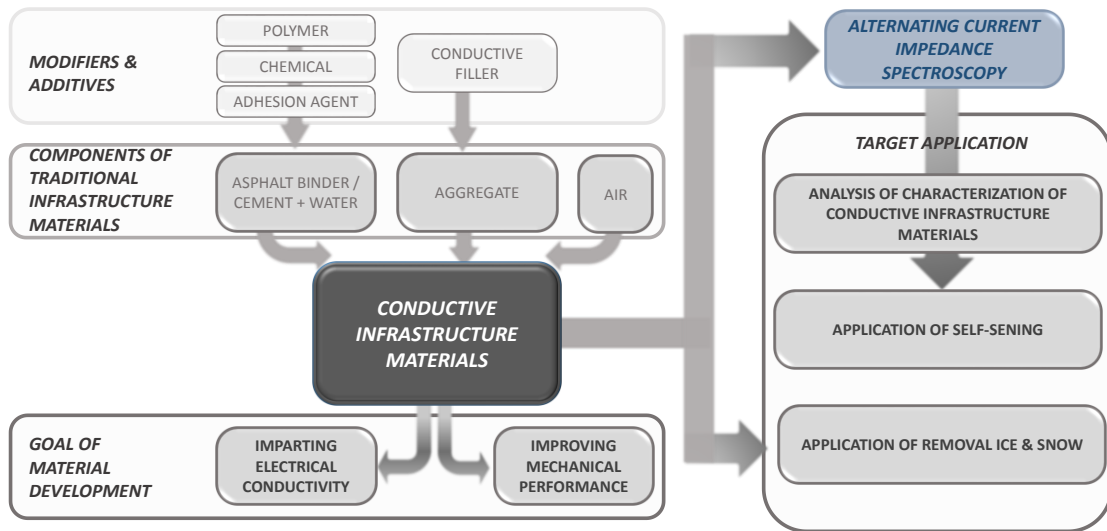 MODIFIERS &
ADDITIVES
POLYMER
CHEMICAL
ADHESION AGENT
CONDUCTIVE
FILLER
COMPONENTS OF
TRADITIONAL
INFRASTRUCTURE
MATERIALS
ASPHALT BINDER /
CEMENT + WATER
AGGREGATE
AIR
CONDUCTIVE
INFRASTRUCTURE
MATERIALS
GOAL OF
MATERIAL
DEVELOPMENT
IMPARTING
ELECTRICAL
CONDUCTIVITY
IMPROVING
MECHANICAL
PERFORMANCE
ALTERNATING CURRENT
IMPEDANCE
SPECTROSCOPY
TARGET APPLICATION
ANALYSIS OF CHARACTERIZATION OF
CONDUCTIVE INFRASTRUCTURE
MATERIALS
APPLICATION OF SELF-SENING
APPLICATION OF REMOVAL ICE & SNOW